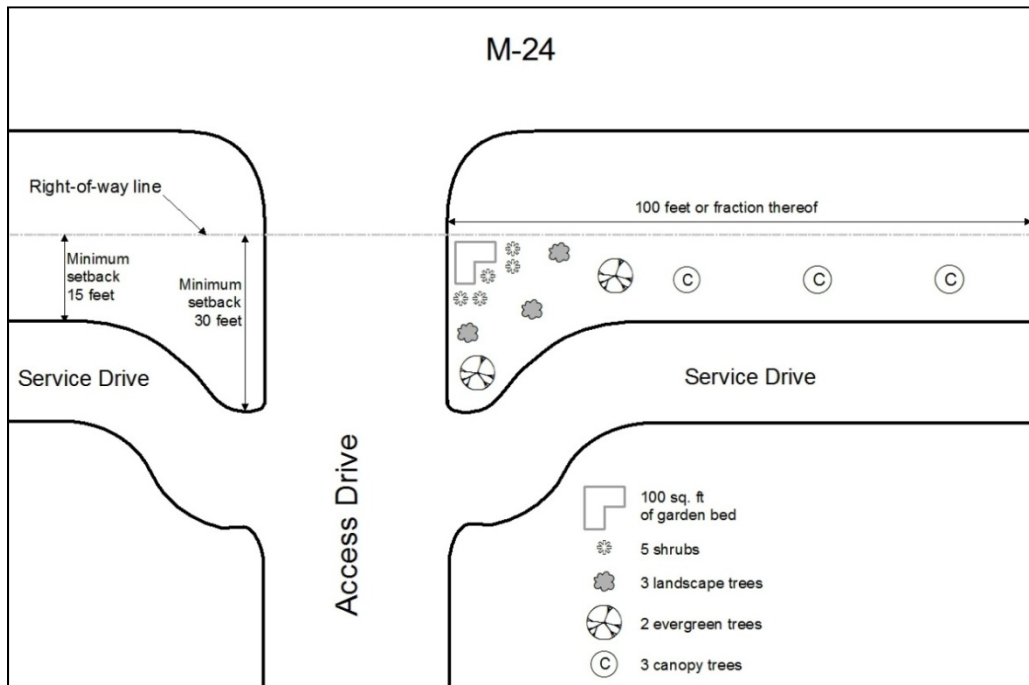 M-24
Right-of-way line
100 feet or fraction thereof
Minimum
setback
15 feet
Minimum
setback
30 feet
C
C
C
Service Drive
Service Drive
Access Drive
100 sq. ft
of garden bed
5 shrubs
3 landscape trees
2 evergreen trees
C
3 canopy trees